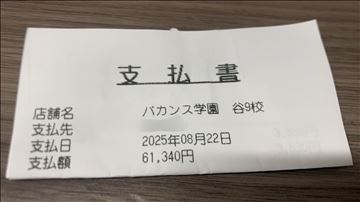 支払書
店舗名 バカンス学園 谷9校
支払先
支払日 2025年08月22日
支払額 61,340円